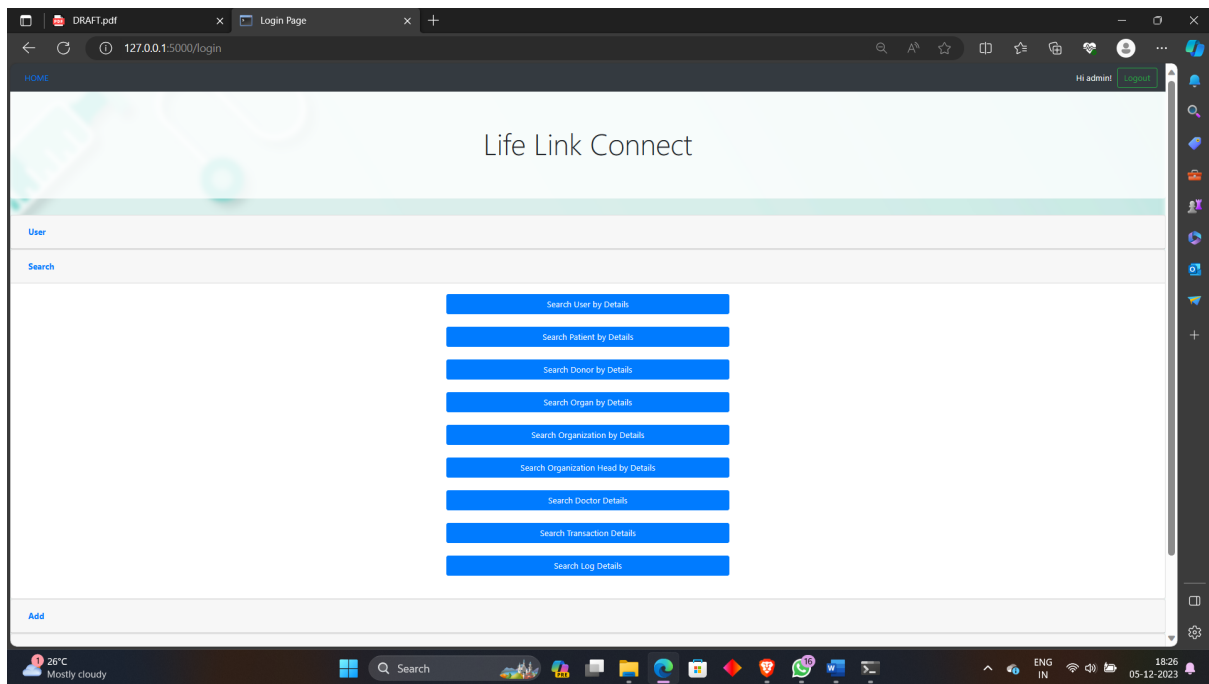 DRAFT.pdf
Login Page
127.0.0.1:5000/login
HOME
Hi admin! Logout
Life Link Connect
User
Search
Search User by Details
Search Patient by Details
Search Donor by Details
Search Organ by Details
Search Organization by Details
Search Organization Head by Details
Search Doctor Details
Search Transaction Details
Search Log Details
Add
1
26°C
Mostly cloudy
Search
PRE
16
ENG
IN
18:26
05-12-2023